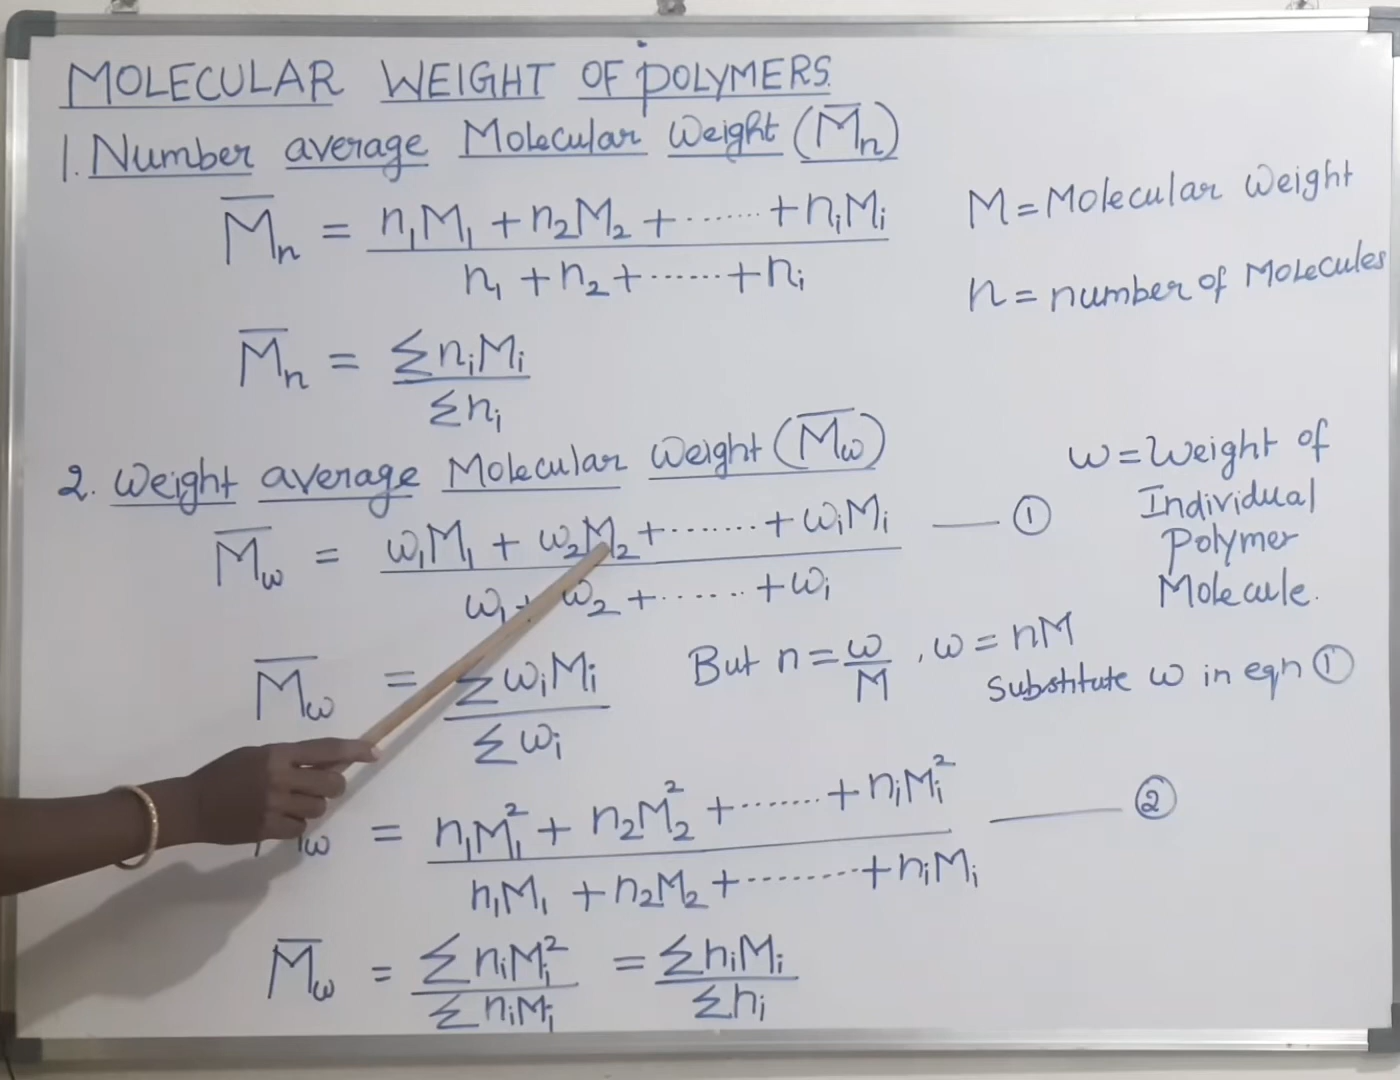 MOLECULAR WEIGHT OF POLYMERS
1. Number average Molecular Weight (M̅n)
M̅n = n₁M₁ + n₂M₂ + ....... + nᵢMᵢ / n₁ + n₂ + ...... + nᵢ
M = Molecular Weight
n = number of Molecules
M̅n = ΣnᵢMᵢ / Σnᵢ
2. Weight average Molecular Weight (M̅w)
M̅w = w₁M₁ + w₂M₂ + ....... + wᵢMᵢ / w₁ + w₂ + ...... + wᵢ —— ①
w = Weight of
Individual
Polymer
Molecule.
M̅w = ΣwᵢMᵢ / Σwᵢ
But n = w/M , w = nM
Substitute w in eqn ①
w = n₁M₁² + n₂M₂² + ....... + nᵢMᵢ² / n₁M₁ + n₂M₂ + ......... + nᵢMᵢ —— ②
M̅w = ΣnᵢMᵢ² / ΣnᵢMᵢ = ΣnᵢMᵢ / Σnᵢ